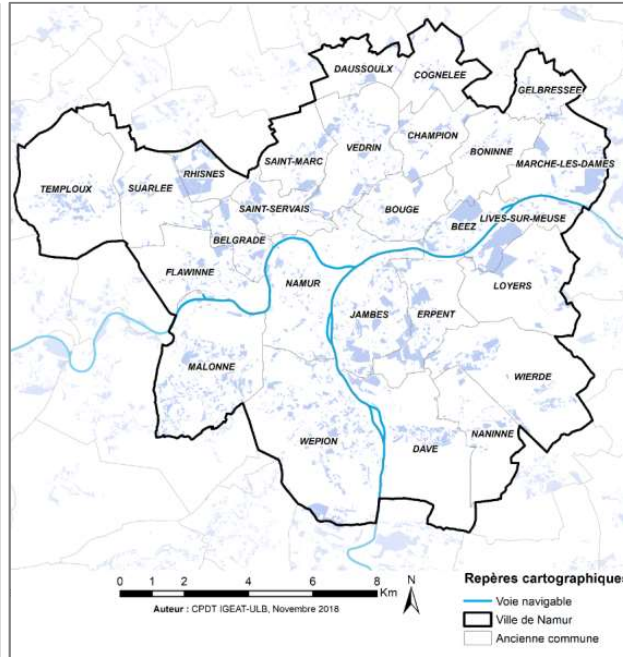 DAUSSOULX
COGNELEE
GELBRESSEE
CHAMPION
VEDRIN
BONINNE
SAINT-MARC
MARCHE-LES-DAMES
RHISNES
TEMPLOUX
SUARLEE
SAINT-SERVAIS
BOUGE
LIVES-SUR-MEUSE
BEEZ
BELGRADE
FLAWINNE
NAMUR
LOYERS
JAMBES
ERPENT
MALONNE
WIERDE
WEPION
DAVE
NANINNE
0 1 2 4 6 8
Km
N
Auteur : CPDT IGEAT-ULB, Novembre 2018
Repères cartographiques
Voie navigable
Ville de Namur
Ancienne commune